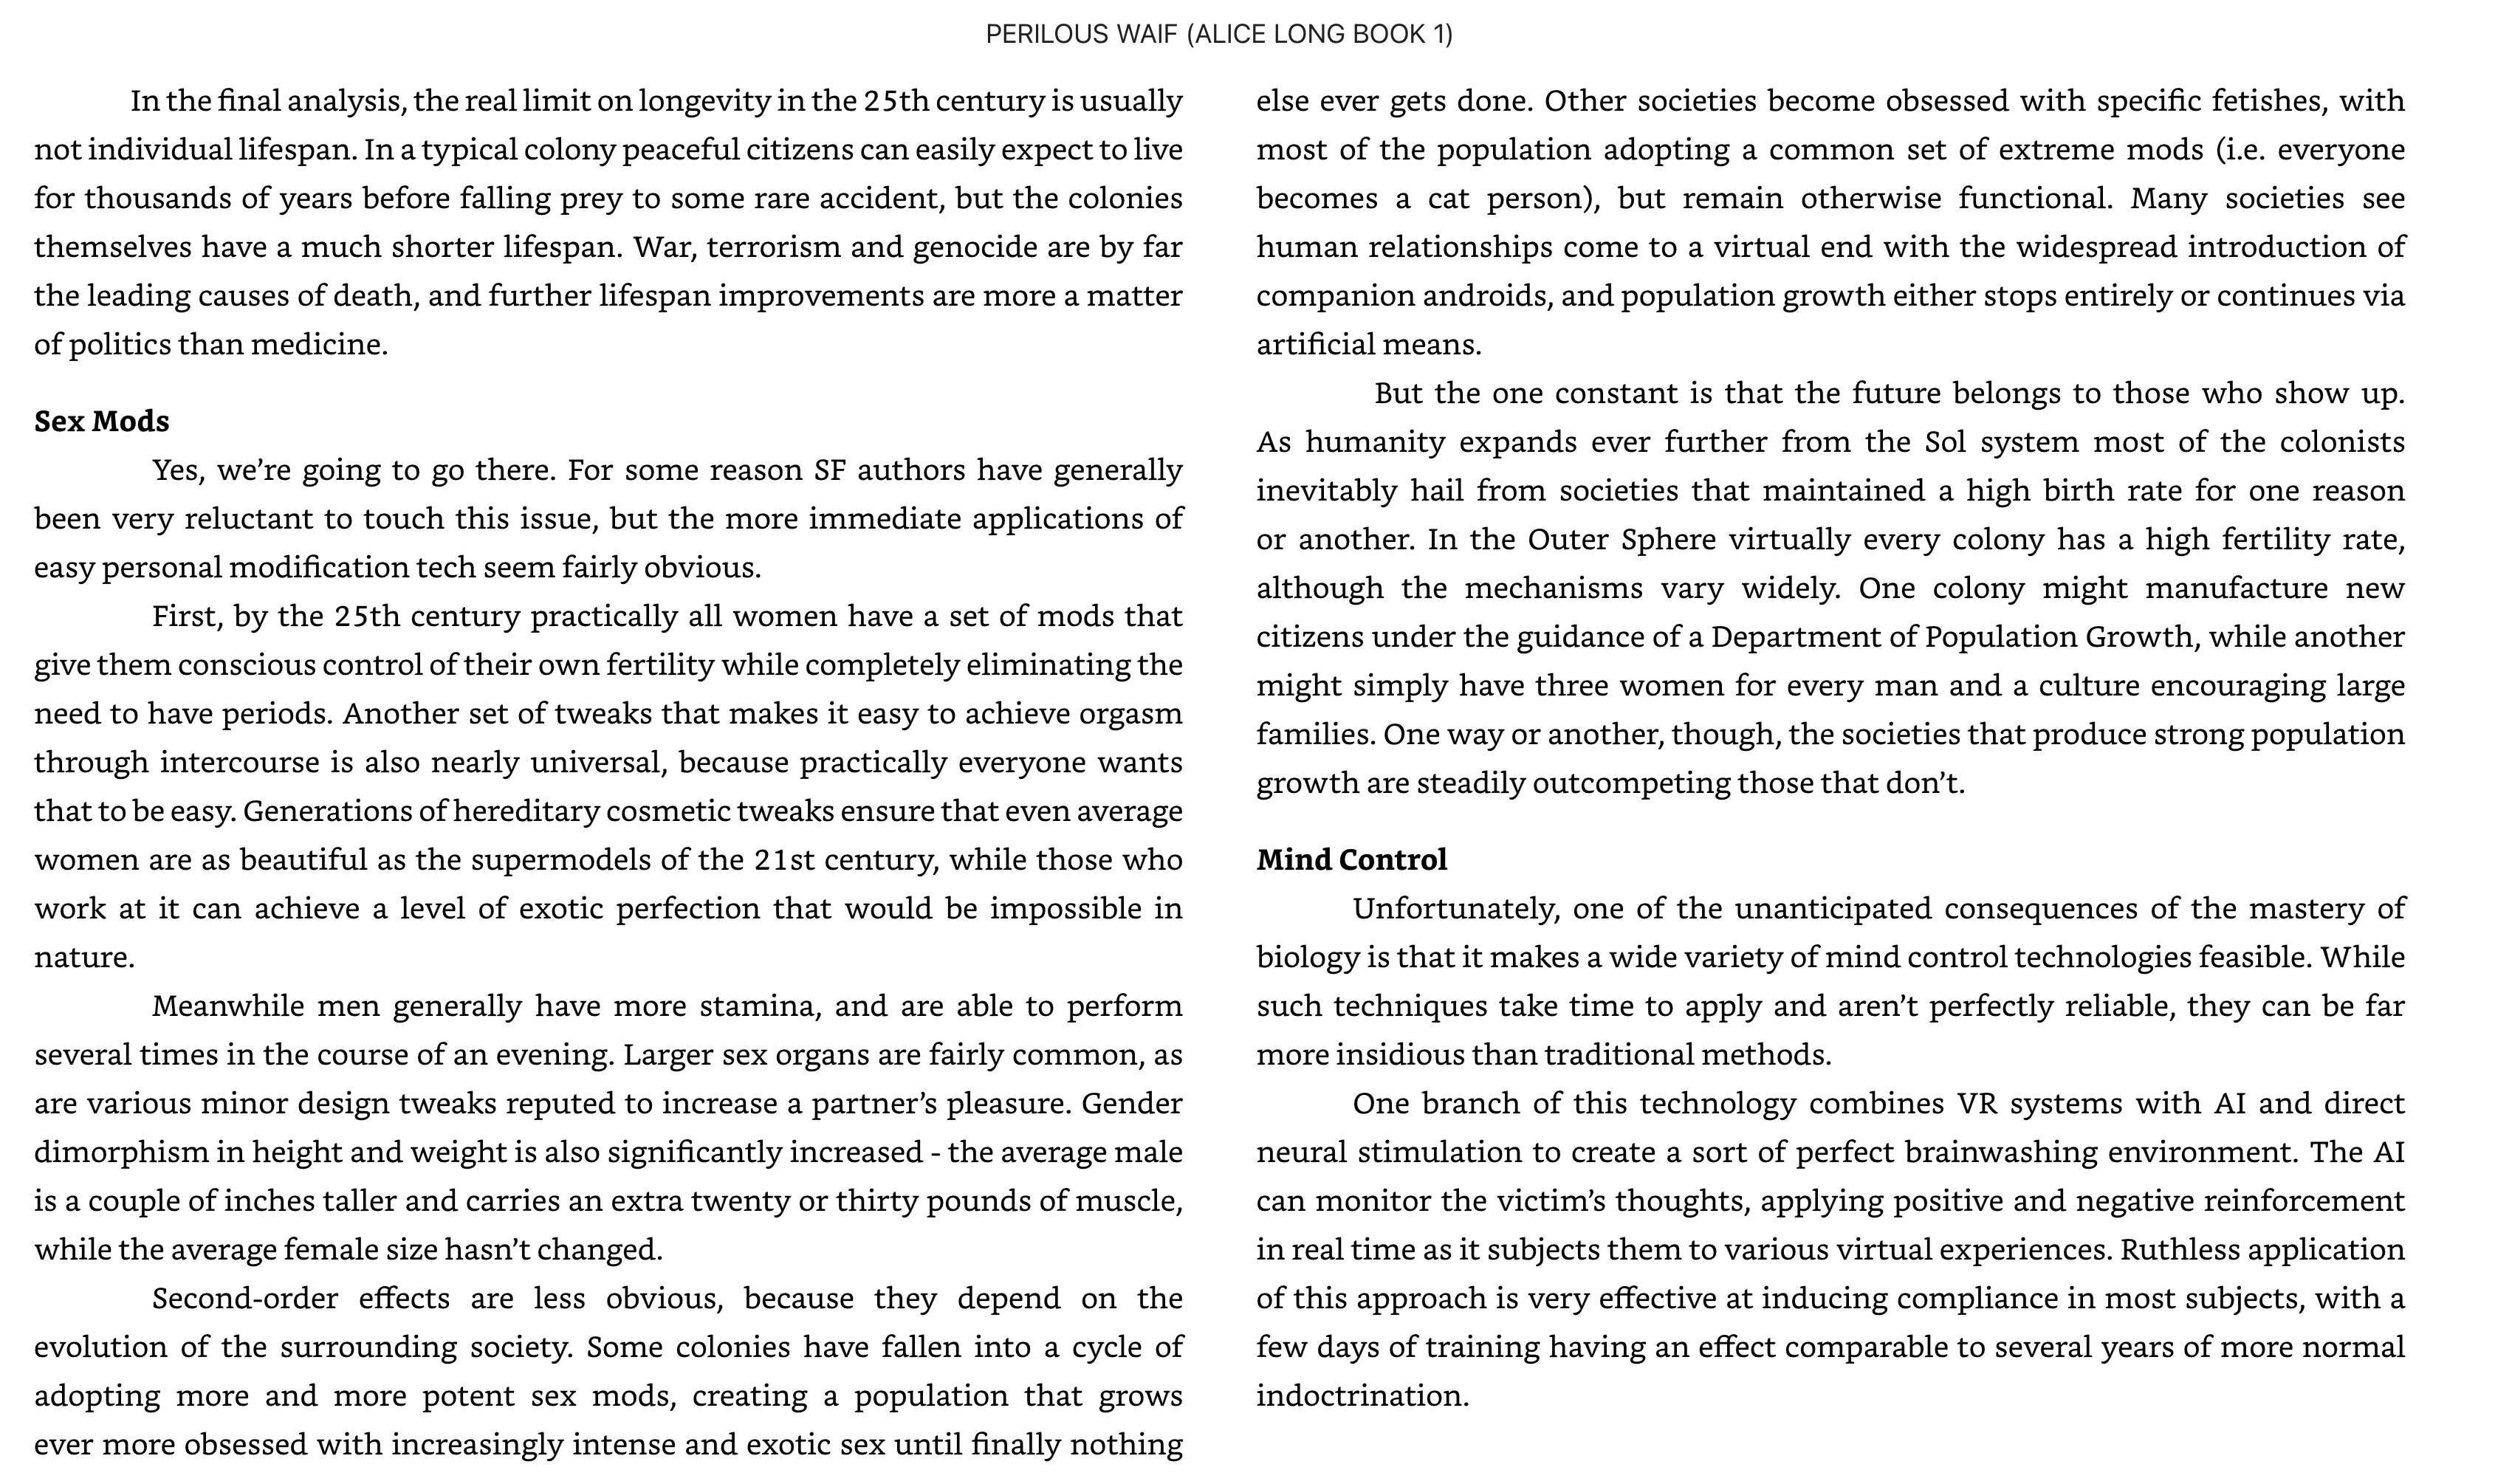 PERILOUS WAIF (ALICE LONG BOOK 1)
In the final analysis, the real limit on longevity in the 25th century is usually
not individual lifespan. In a typical colony peaceful citizens can easily expect to live
for thousands of years before falling prey to some rare accident, but the colonies
themselves have a much shorter lifespan. War, terrorism and genocide are by far
the leading causes of death, and further lifespan improvements are more a matter
of politics than medicine.
Sex Mods
Yes, we're going to go there. For some reason SF authors have generally
been very reluctant to touch this issue, but the more immediate applications of
easy personal modification tech seem fairly obvious.
First, by the 25th century practically all women have a set of mods that
give them conscious control of their own fertility while completely eliminating the
need to have periods. Another set of tweaks that makes it easy to achieve orgasm
through intercourse is also nearly universal, because practically everyone wants
that to be easy. Generations of hereditary cosmetic tweaks ensure that even average
women are as beautiful as the supermodels of the 21st century, while those who
work at it can achieve a level of exotic perfection that would be impossible in
nature.
Meanwhile men generally have more stamina, and are able to perform
several times in the course of an evening. Larger sex organs are fairly common, as
are various minor design tweaks reputed to increase a partner's pleasure. Gender
dimorphism in height and weight is also significantly increased - the average male
is a couple of inches taller and carries an extra twenty or thirty pounds of muscle,
while the average female size hasn't changed.
Second-order effects are less obvious, because they depend on the
evolution of the surrounding society. Some colonies have fallen into a cycle of
adopting more and more potent sex mods, creating a population that grows
ever more obsessed with increasingly intense and exotic sex until finally nothing
else ever gets done. Other societies become obsessed with specific fetishes, with
most of the population adopting a common set of extreme mods (i.e. everyone
becomes a cat person), but remain otherwise functional. Many societies see
human relationships come to a virtual end with the widespread introduction of
companion androids, and population growth either stops entirely or continues via
artificial means.
But the one constant is that the future belongs to those who show up.
As humanity expands ever further from the Sol system most of the colonists
inevitably hail from societies that maintained a high birth rate for one reason
or another. In the Outer Sphere virtually every colony has a high fertility rate,
although the mechanisms vary widely. One colony might manufacture new
citizens under the guidance of a Department of Population Growth, while another
might simply have three women for every man and a culture encouraging large
families. One way or another, though, the societies that produce strong population
growth are steadily outcompeting those that don't.
Mind Control
Unfortunately, one of the unanticipated consequences of the mastery of
biology is that it makes a wide variety of mind control technologies feasible. While
such techniques take time to apply and aren't perfectly reliable, they can be far
more insidious than traditional methods.
One branch of this technology combines VR systems with AI and direct
neural stimulation to create a sort of perfect brainwashing environment. The AI
can monitor the victim's thoughts, applying positive and negative reinforcement
in real time as it subjects them to various virtual experiences. Ruthless application
of this approach is very effective at inducing compliance in most subjects, with a
few days of training having an effect comparable to several years of more normal
indoctrination.